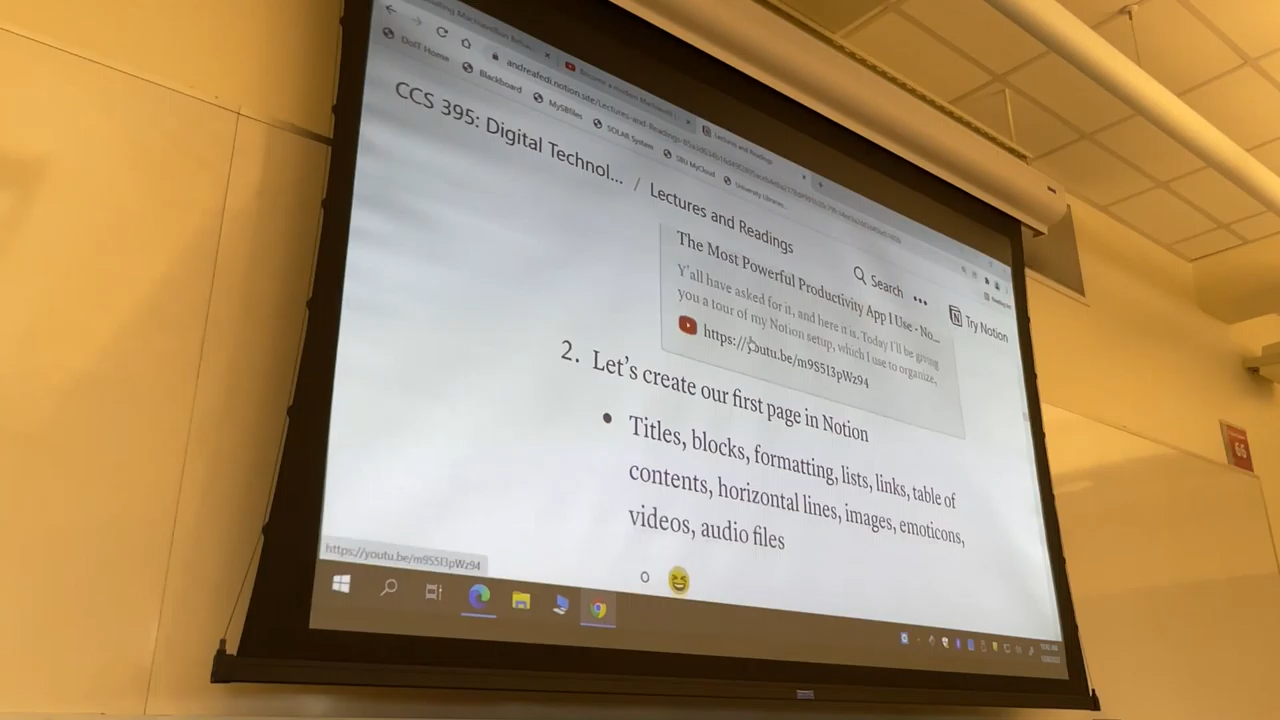 Lectures and Readings
DoIT Home
Blackboard
MySBfiles
SOLAR System
SBU MyCloud
University Libraries...
CCS 395: Digital Technol... / Lectures and Readings
Search
Try Notion
The Most Powerful Productivity App I Use - No...
Y'all have asked for it, and here it is. Today I'll be giving
you a tour of my Notion setup, which I use to organize,
https://youtu.be/m9S5I3pWz94
2. Let's create our first page in Notion
• Titles, blocks, formatting, lists, links, table of
contents, horizontal lines, images, emoticons,
videos, audio files
○ 😆
https://youtu.be/m9S5I3pWz94